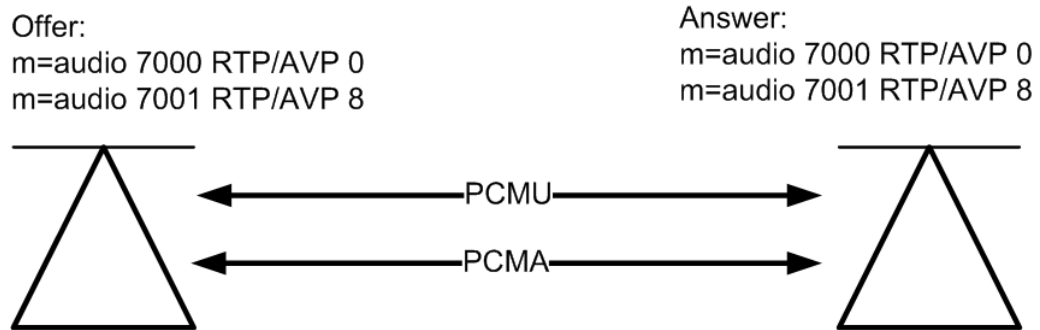 Offer:
m=audio 7000 RTP/AVP 0
m=audio 7001 RTP/AVP 8
Answer:
m=audio 7000 RTP/AVP 0
m=audio 7001 RTP/AVP 8
PCMU
PCMA